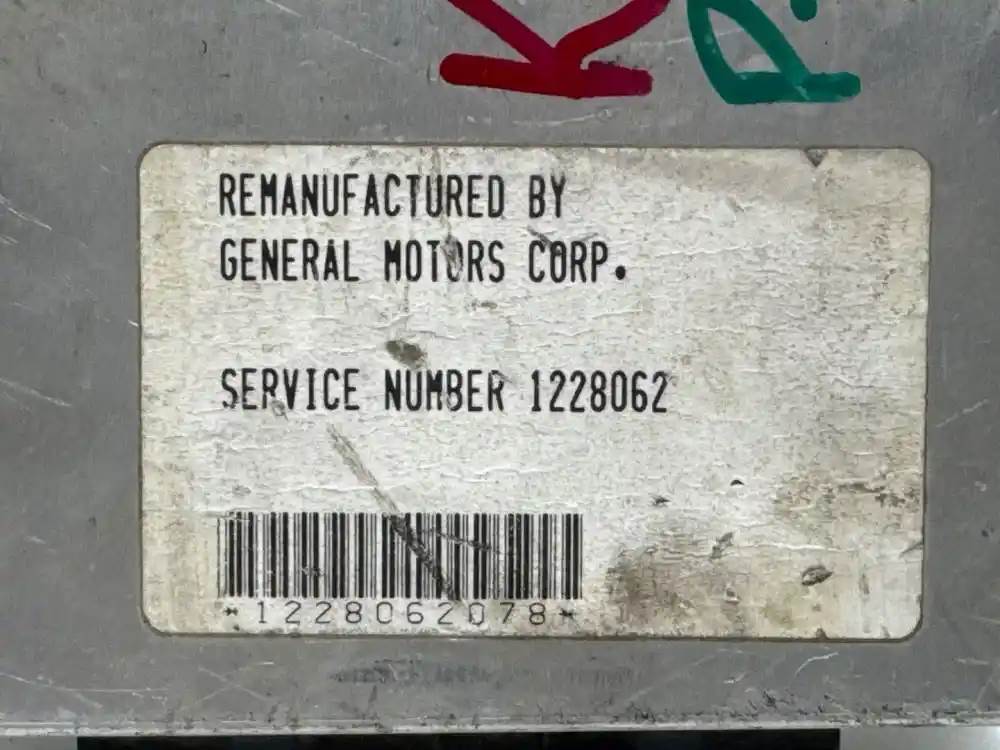 K
R.
REMANUFACTURED BY
GENERAL MOTORS CORP.
SERVICE NUMBER 1228062
*1228062078*